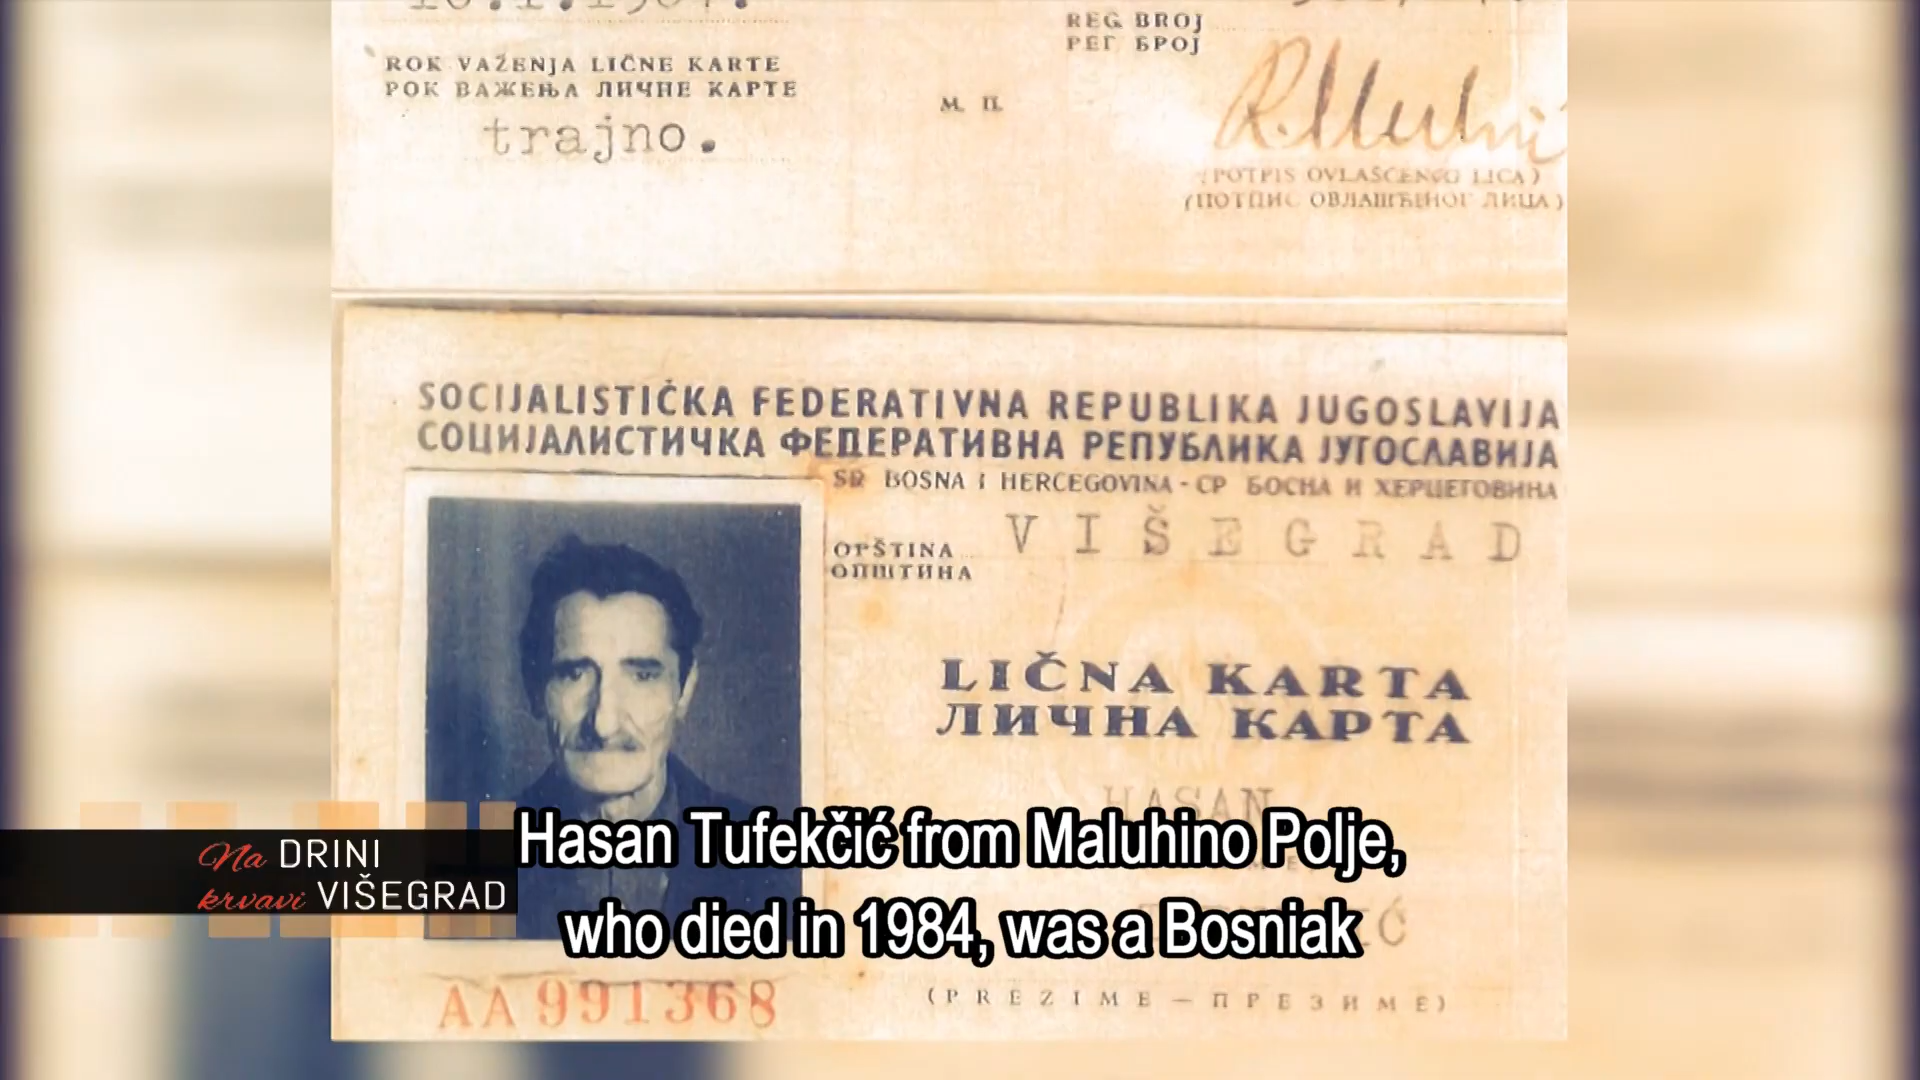 ROK VAŽENJA LIČNE KARTE
РОК ВАЖЕЊА ЛИЧНЕ КАРТЕ
trajno.
М. П.
REG BROJ
РЕГ БРОЈ
(POTPIS OVLAŠĆENOG LICA)
(ПОТПИС ОВЛАШЋЕНОГ ЛИЦА)
SOCIJALISTIČKA FEDERATIVNA REPUBLIKA JUGOSLAVIJA
СОЦИЈАЛИСТИЧКА ФЕДЕРАТИВНА РЕПУБЛИКА ЈУГОСЛАВИЈА
SR BOSNA I HERCEGOVINA - СР БОСНА И ХЕРЦЕГОВИНА
OPŠTINA
ОПШТИНА
VIŠEGRAD
LIČNA KARTA
ЛИЧНА КАРТА
HASAN
Hasan Tufekčić from Maluhino Polje,
who died in 1984, was a Bosniak
Na DRINI
krvavi VIŠEGRAD
AA 991368
(PREZIME — ПРЕЗИМЕ)